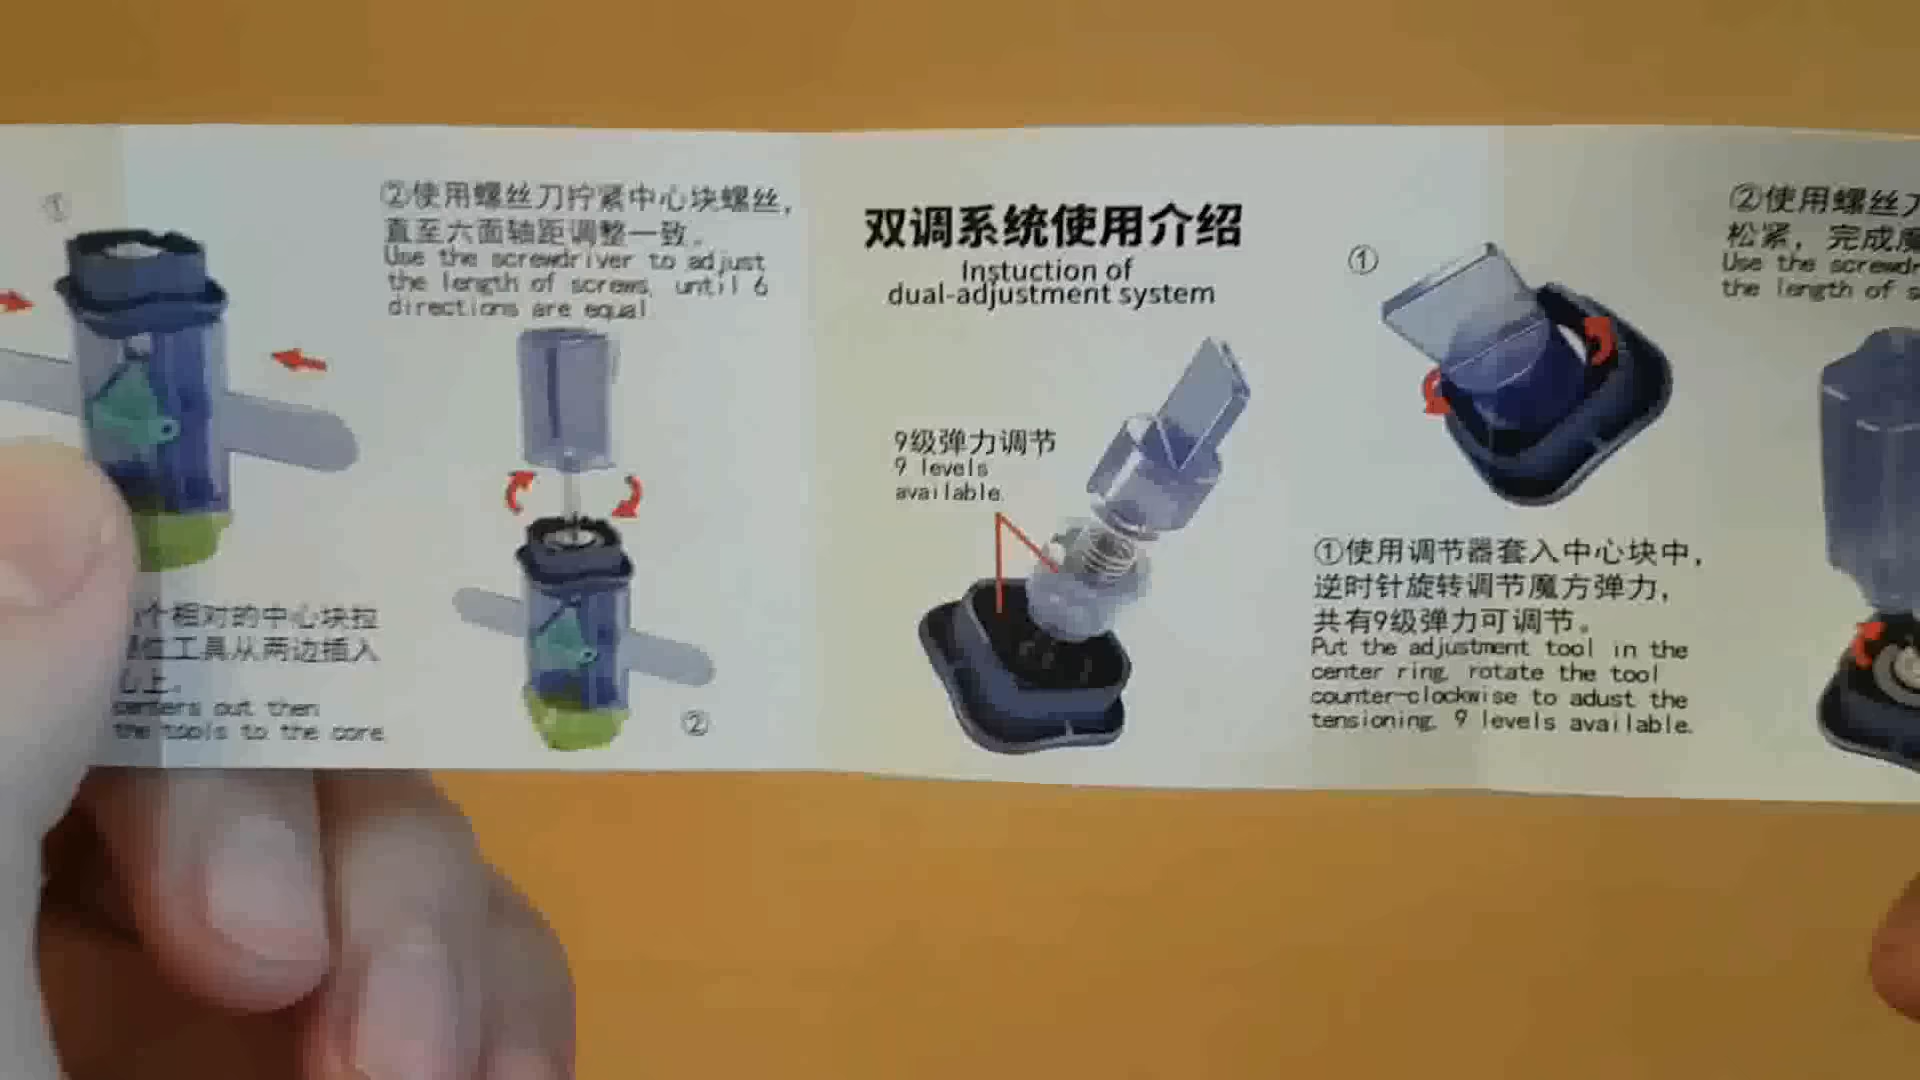 ①
②使用螺丝刀拧紧中心块螺丝，
直至六面轴距调整一致。
Use the screwdriver to adjust
the length of screws, until 6
directions are equal.
个相对的中心块拉
工具从两边插入
心上。
centers out then
the tools to the core.
②
双调系统使用介绍
Instuction of
dual-adjustment system
9级弹力调节
9 levels
available.
①
①使用调节器套入中心块中，
逆时针旋转调节魔方弹力，
共有9级弹力可调节。
Put the adjustment tool in the
center ring, rotate the tool
counter-clockwise to adust the
tensioning. 9 levels available.
②使用螺丝刀
松紧，完成
Use the
the length of